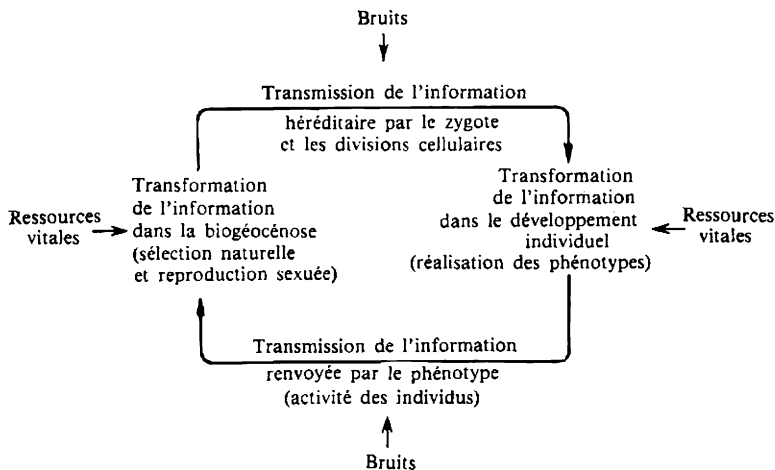 Bruits
Transmission de l'information
héréditaire par le zygote
et les divisions cellulaires
Transformation
de l'information
dans la biogéocénose
(sélection naturelle
et reproduction sexuée)
Ressources
vitales
Transformation
de l'information
dans le développement
individuel
(réalisation des phénotypes)
Ressources
vitales
Transmission de l'information
renvoyée par le phénotype
(activité des individus)
Bruits